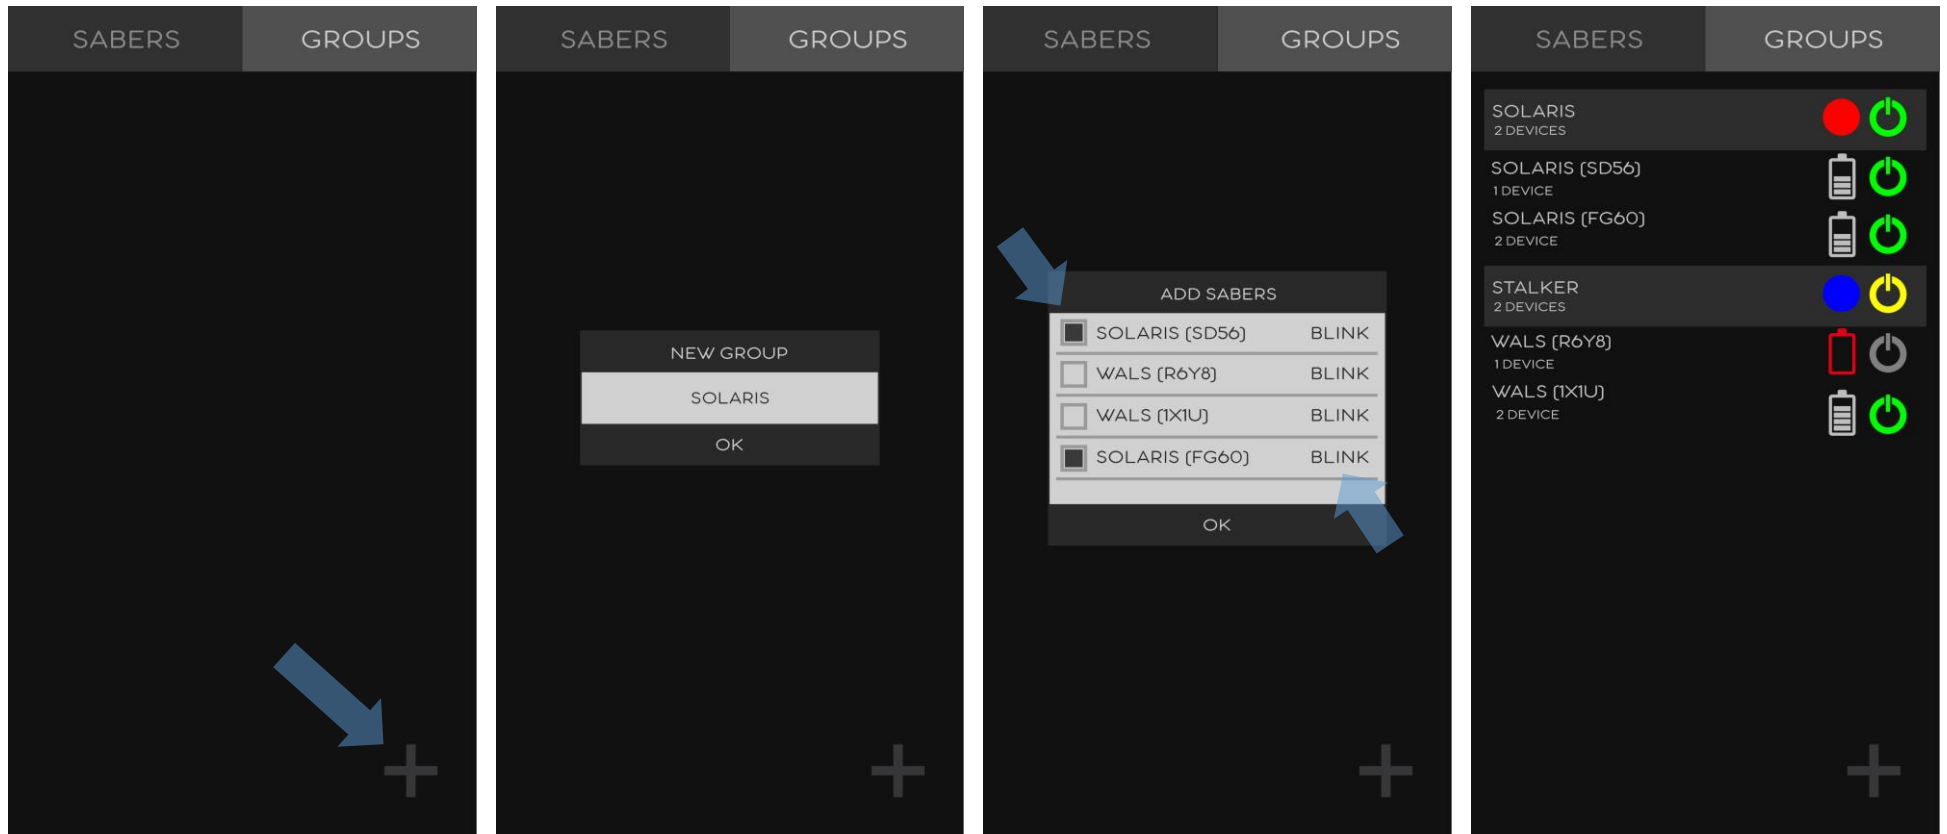 SABERS GROUPS
SABERS GROUPS
NEW GROUP
SOLARIS
OK
SABERS GROUPS
ADD SABERS
SOLARIS (SD56) BLINK
WALS (R6Y8) BLINK
WALS (1X1U) BLINK
SOLARIS (FG60) BLINK
OK
SABERS GROUPS
SOLARIS
2 DEVICES
SOLARIS (SD56)
1 DEVICE
SOLARIS (FG60)
2 DEVICE
STALKER
2 DEVICES
WALS (R6Y8)
1 DEVICE
WALS (1X1U)
2 DEVICE